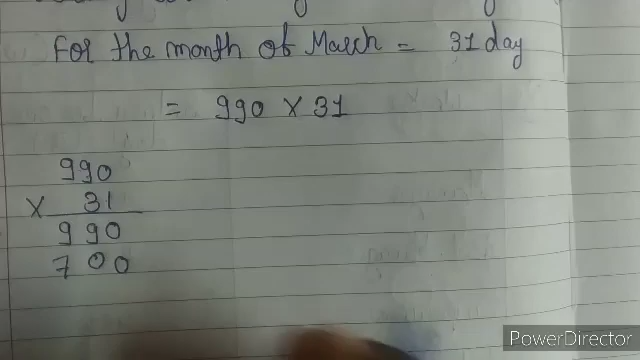 For the month of March = 31 day
= 990 × 31
990
× 31
990
700
PowerDirector